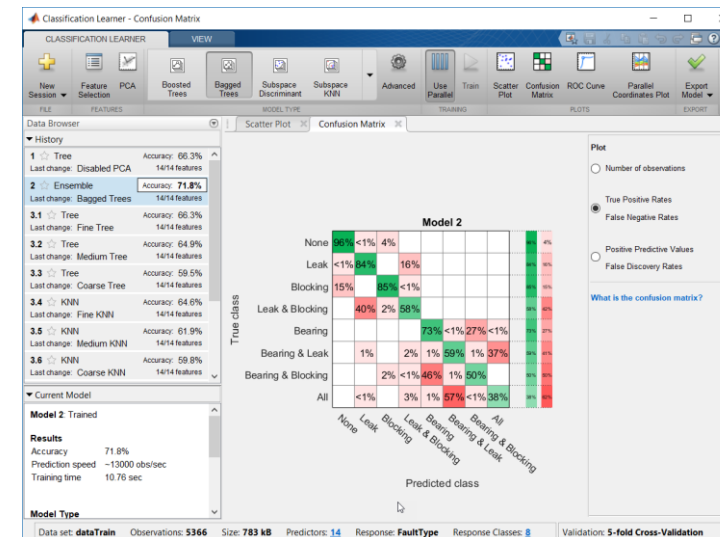 Classification Learner - Confusion Matrix
CLASSIFICATION LEARNER VIEW
New Session
Feature Selection
PCA
Boosted Trees
Bagged Trees
Subspace Discriminant
Subspace KNN
Advanced
Use Parallel
Train
Scatter Plot
Confusion Matrix
ROC Curve
Parallel Coordinates Plot
Export Model
FILE FEATURES MODEL TYPE TRAINING PLOTS EXPORT
Data Browser
Scatter Plot Confusion Matrix
History
1 Tree Accuracy: 66.3%
Last change: Disabled PCA 14/14 features
2 Ensemble Accuracy: 71.8%
Last change: Bagged Trees 14/14 features
3.1 Tree Accuracy: 66.3%
Last change: Fine Tree 14/14 features
3.2 Tree Accuracy: 64.9%
Last change: Medium Tree 14/14 features
3.3 Tree Accuracy: 59.5%
Last change: Coarse Tree 14/14 features
3.4 KNN Accuracy: 64.6%
Last change: Fine KNN 14/14 features
3.5 KNN Accuracy: 61.9%
Last change: Medium KNN 14/14 features
3.6 KNN Accuracy: 59.8%
Last change: Coarse KNN 14/14 features
Current Model
Model 2: Trained
Results
Accuracy 71.8%
Prediction speed ~13000 obs/sec
Training time 10.76 sec
Model Type
Model 2
True class
None 96% <1% 4%
Leak <1% 84% 16%
Blocking 15% 85% <1%
Leak & Blocking 40% 2% 58%
Bearing 73% <1% 27% <1%
Bearing & Leak 1% 2% 1% 59% 1% 37%
Bearing & Blocking 2% <1% 46% 1% 50%
All <1% 3% 1% 57% <1% 38%
None
Leak
Blocking
Leak & Blocking
Bearing
Bearing & Leak
Bearing & Blocking
All
Predicted class
Plot
Number of observations
True Positive Rates
False Negative Rates
Positive Predictive Values
False Discovery Rates
What is the confusion matrix?
Data set: dataTrain Observations: 5366 Size: 783 kB Predictors: 14 Response: FaultType Response Classes: 8 Validation: 5-fold Cross-Validation